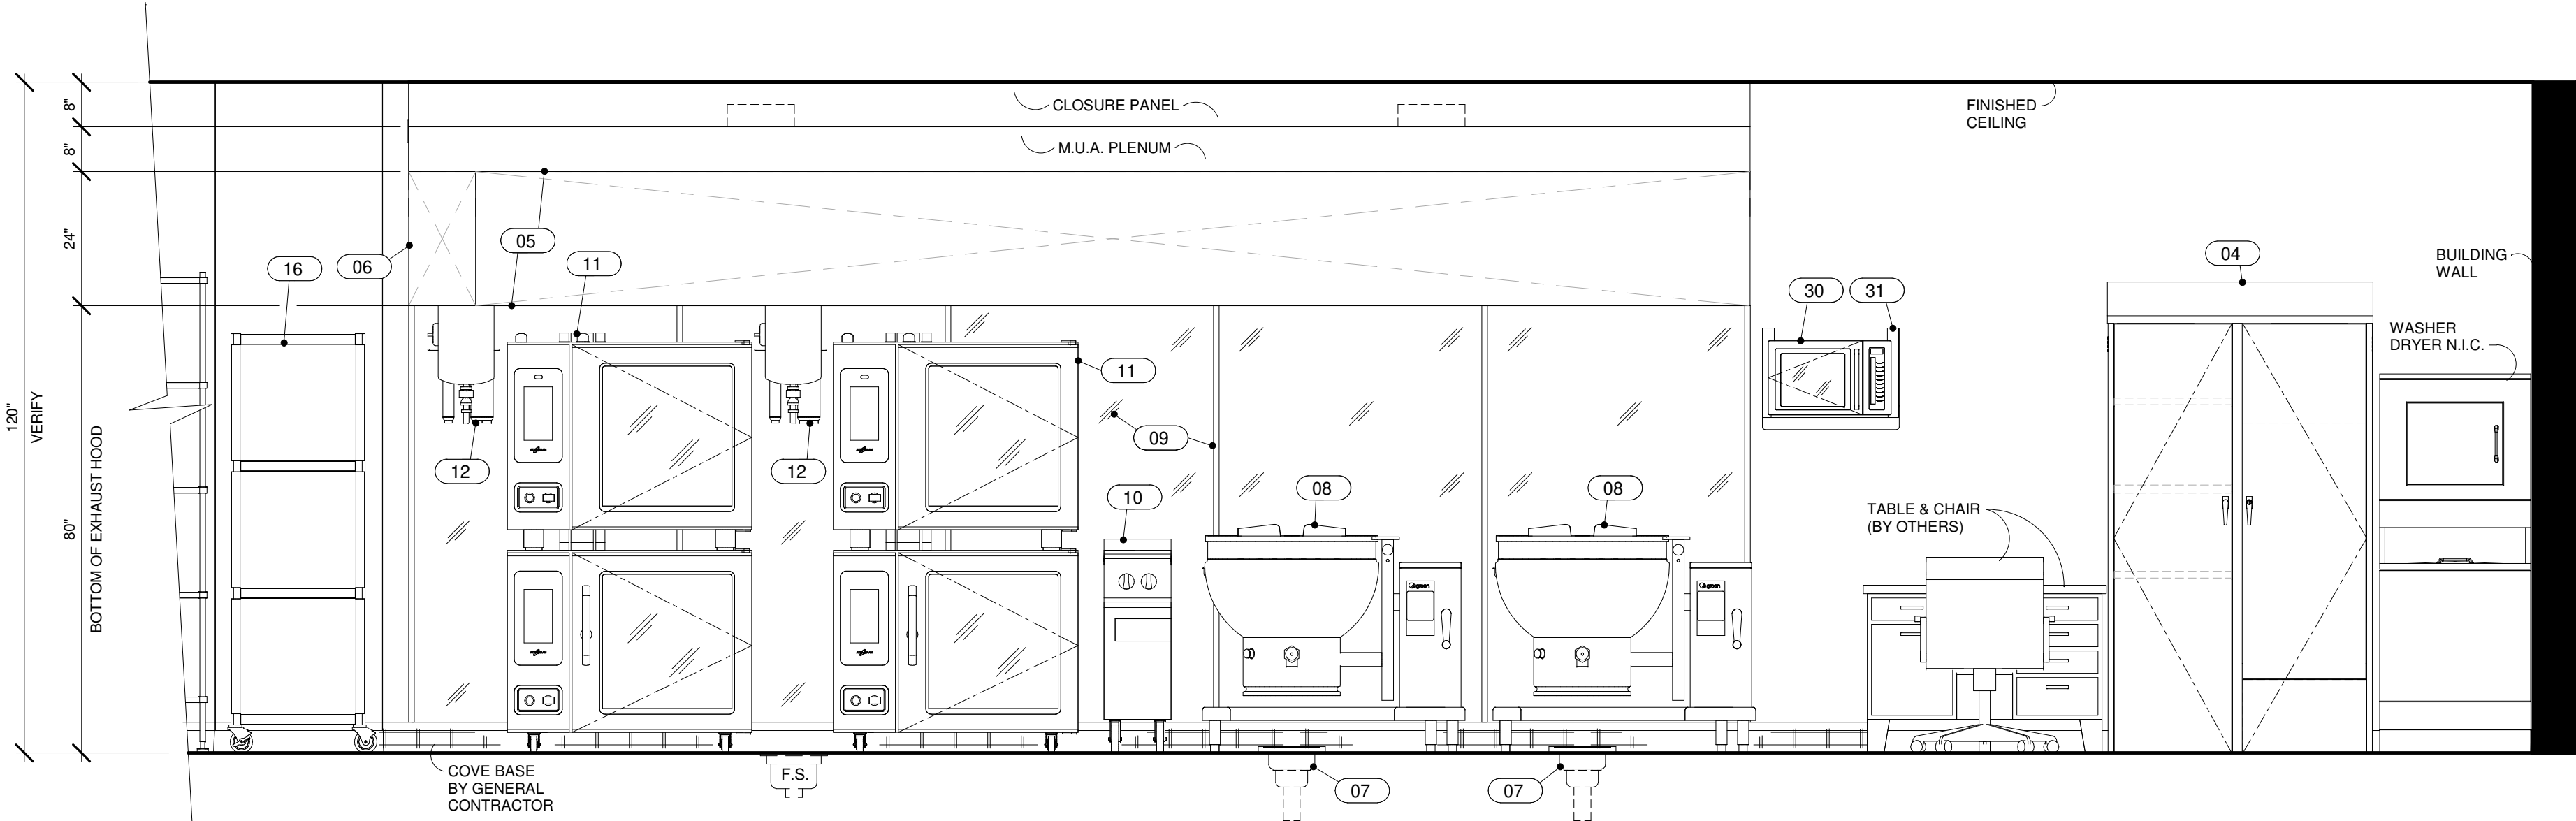 8"
8"
24"
120"
VERIFY
80"
BOTTOM OF EXHAUST HOOD
CLOSURE PANEL
M.U.A. PLENUM
FINISHED
CEILING
05
06
16
11
11
12
12
09
10
08
08
30
31
04
BUILDING
WALL
WASHER
DRYER N.I.C.
TABLE & CHAIR
(BY OTHERS)
groen
groen
COVE BASE
BY GENERAL
CONTRACTOR
F.S.
07
07